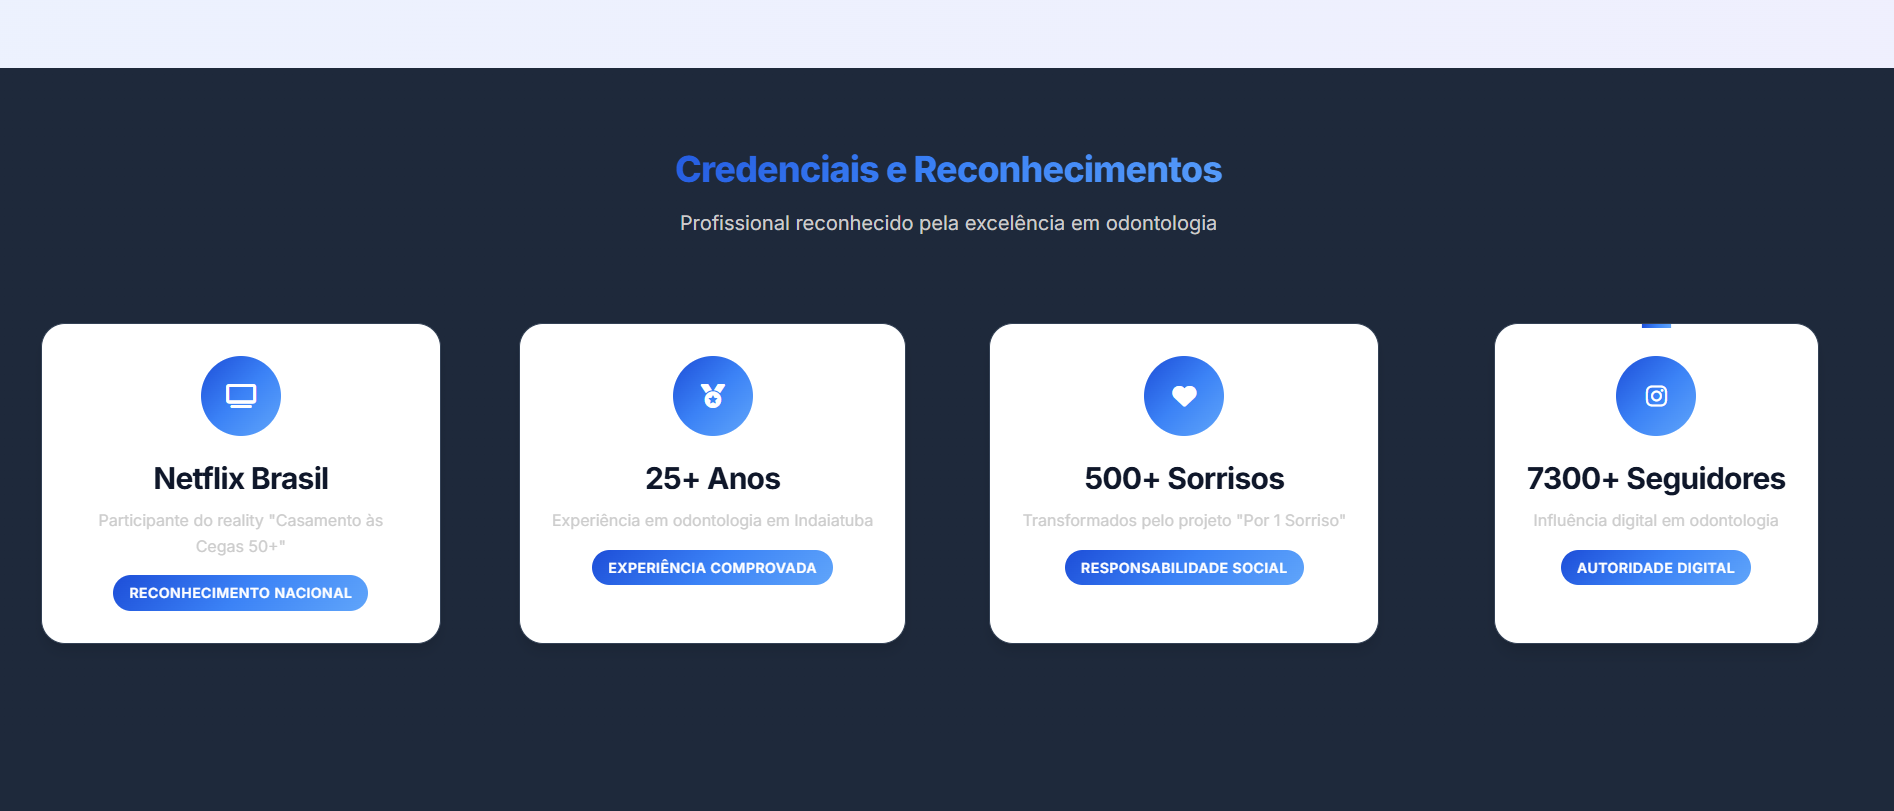 Credenciais e Reconhecimentos
Profissional reconhecido pela excelência em odontologia
Netflix Brasil
Participante do reality "Casamento às
Cegas 50+"
RECONHECIMENTO NACIONAL
25+ Anos
Experiência em odontologia em Indaiatuba
EXPERIÊNCIA COMPROVADA
500+ Sorrisos
Transformados pelo projeto "Por 1 Sorriso"
RESPONSABILIDADE SOCIAL
7300+ Seguidores
Influência digital em odontologia
AUTORIDADE DIGITAL